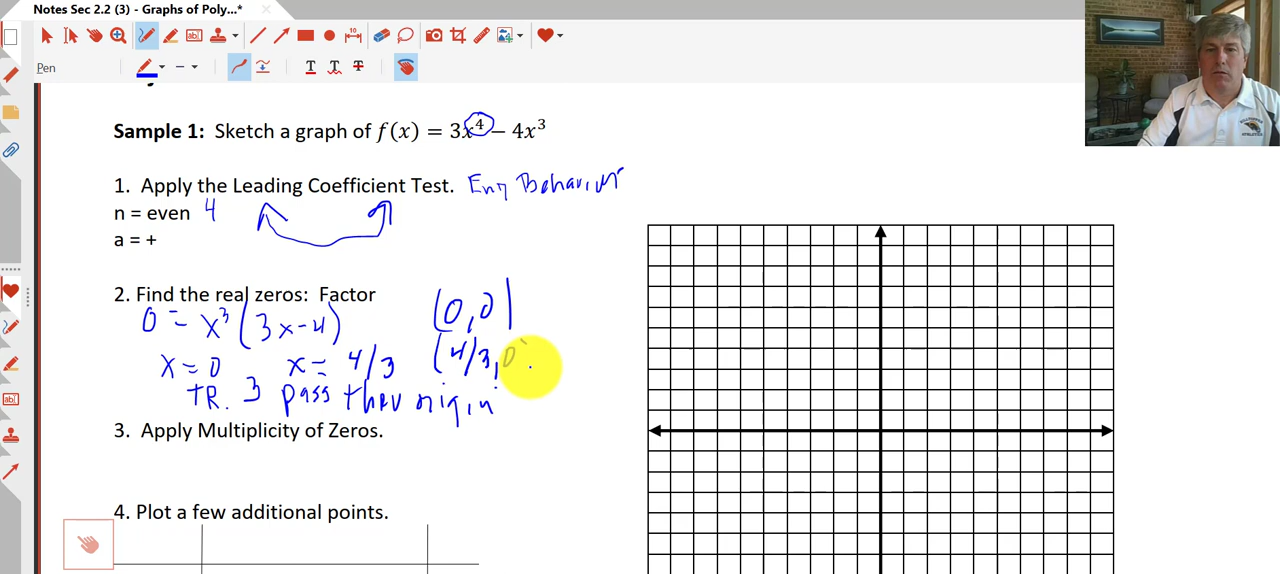 Notes Sec 2.2 (3) - Graphs of Poly...*
Pen
Sample 1: Sketch a graph of f(x) = 3x⁴ − 4x³
1. Apply the Leading Coefficient Test. End Behavior
n = even 4
a = +
2. Find the real zeros: Factor
0 = x³(3x-4) (0,0)
x = 0 x = 4/3 (4/3,0)
TR. 3 pass thru origin
3. Apply Multiplicity of Zeros.
4. Plot a few additional points.